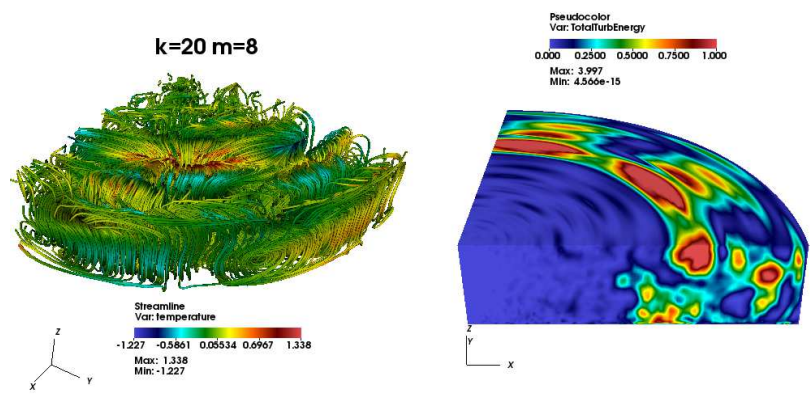 k=20 m=8
Streamline
Var: temperature
-1.227 -0.5861 0.05534 0.6967 1.338
Max: 1.338
Min: -1.227
Z
X Y
Pseudocolor
Var: TotalTurbEnergy
0.000 0.2500 0.5000 0.7500 1.000
Max: 3.997
Min: 4.566e-15
Z
Y
X